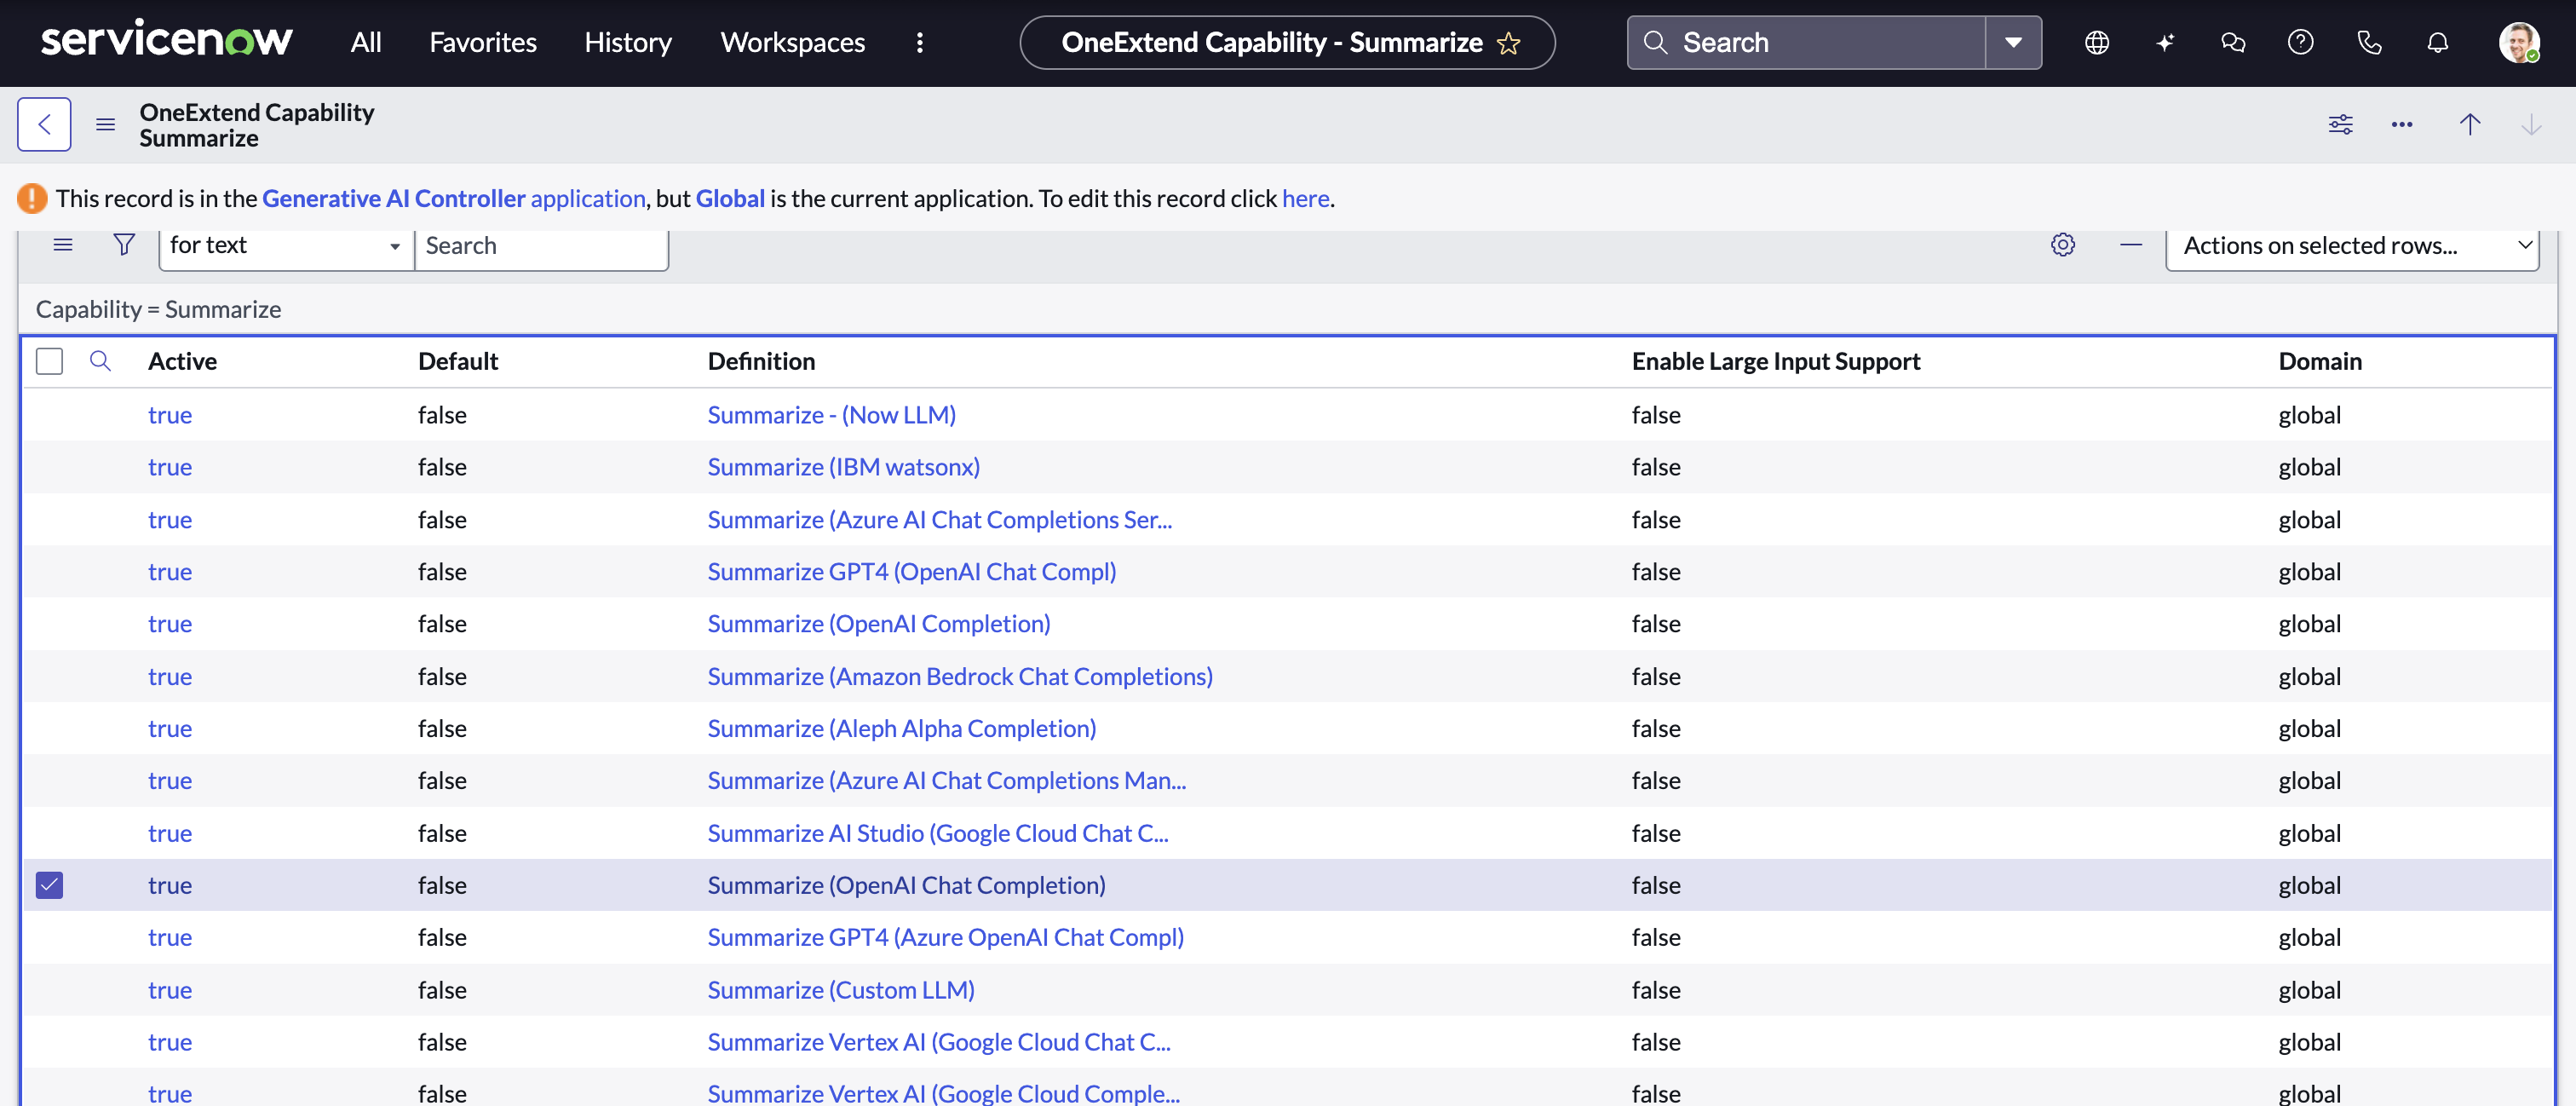 servicenow All Favorites History Workspaces OneExtend Capability - Summarize Search
OneExtend Capability
Summarize
This record is in the Generative AI Controller application, but Global is the current application. To edit this record click here.
for text Search Actions on selected rows...
Capability = Summarize
Active Default Definition Enable Large Input Support Domain
true false Summarize - (Now LLM) false global
true false Summarize (IBM watsonx) false global
true false Summarize (Azure AI Chat Completions Ser... false global
true false Summarize GPT4 (OpenAI Chat Compl) false global
true false Summarize (OpenAI Completion) false global
true false Summarize (Amazon Bedrock Chat Completions) false global
true false Summarize (Aleph Alpha Completion) false global
true false Summarize (Azure AI Chat Completions Man... false global
true false Summarize AI Studio (Google Cloud Chat C... false global
true false Summarize (OpenAI Chat Completion) false global
true false Summarize GPT4 (Azure OpenAI Chat Compl) false global
true false Summarize (Custom LLM) false global
true false Summarize Vertex AI (Google Cloud Chat C... false global
true false Summarize Vertex AI (Google Cloud Comple... false global